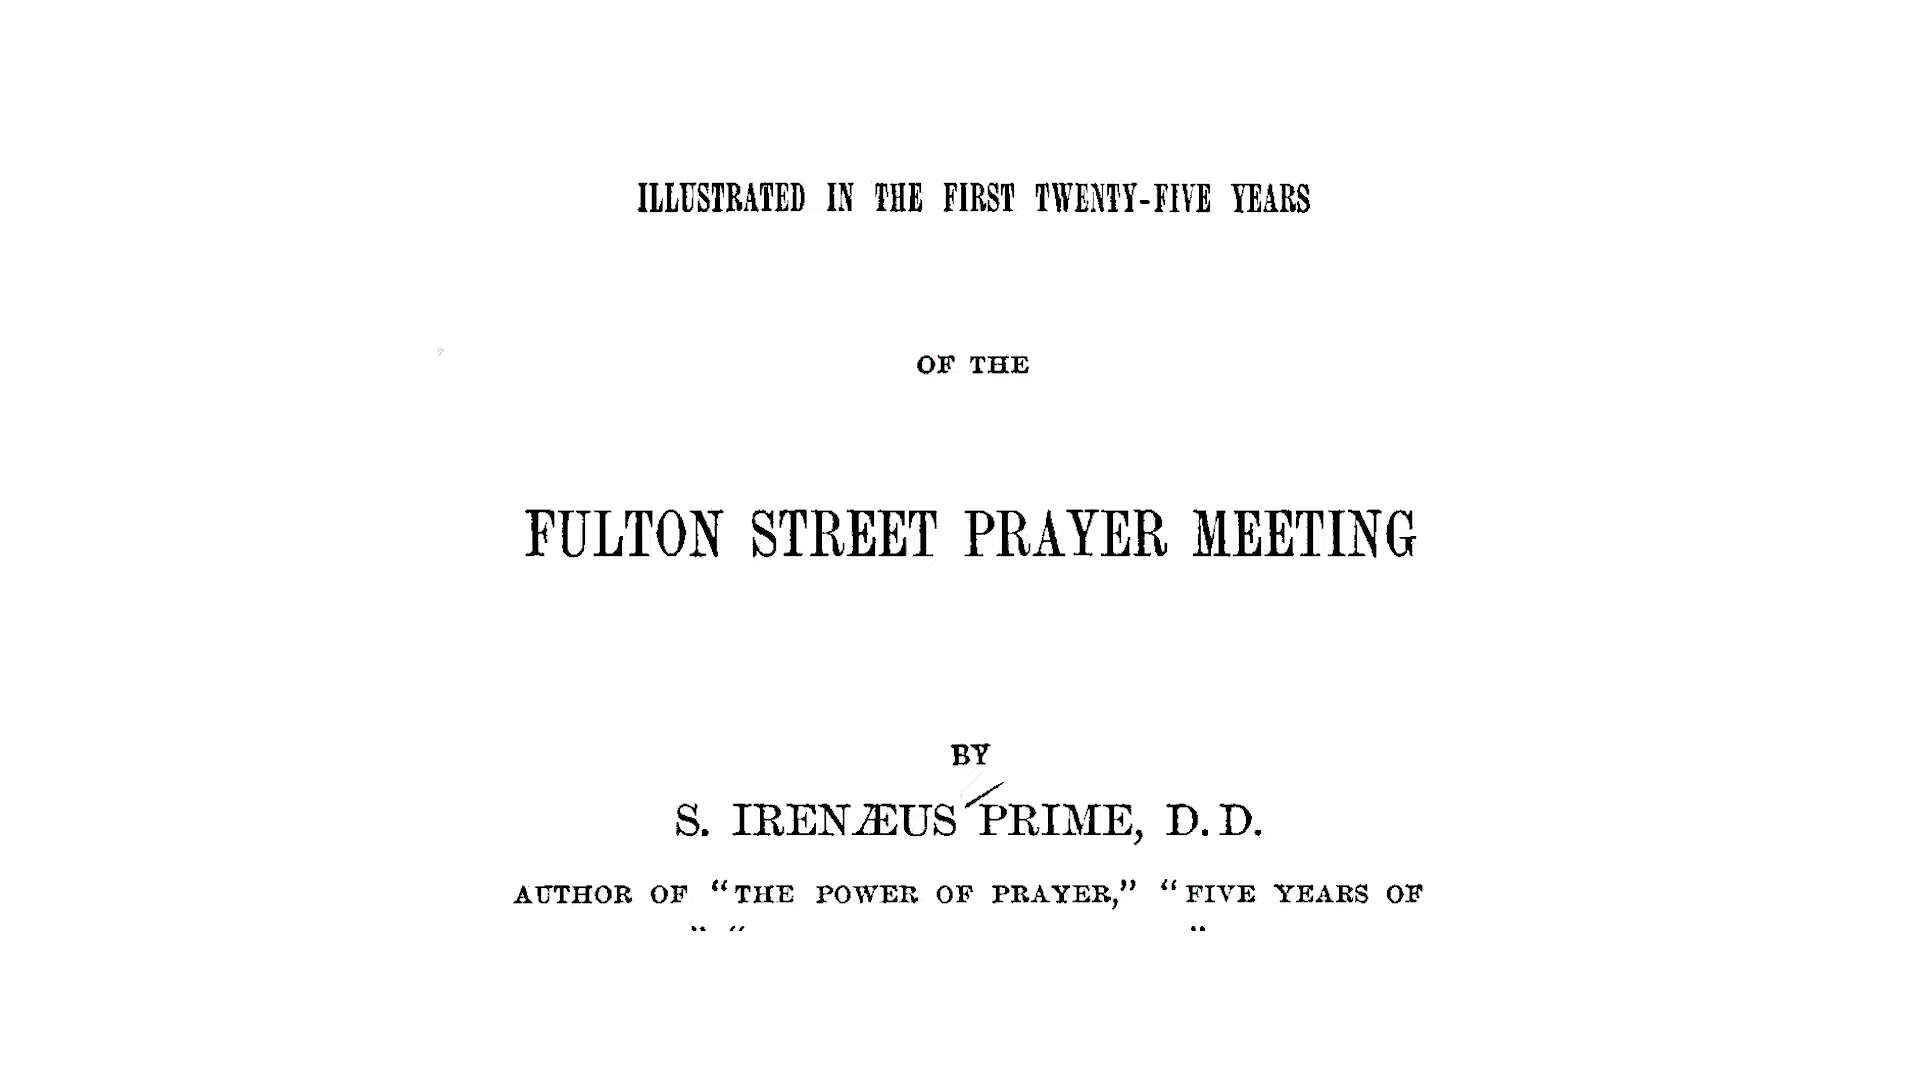 ILLUSTRATED IN THE FIRST TWENTY-FIVE YEARS
OF THE
FULTON STREET PRAYER MEETING
BY
S. IRENÆUS PRIME, D.D.
AUTHOR OF “THE POWER OF PRAYER,” “FIVE YEARS OF